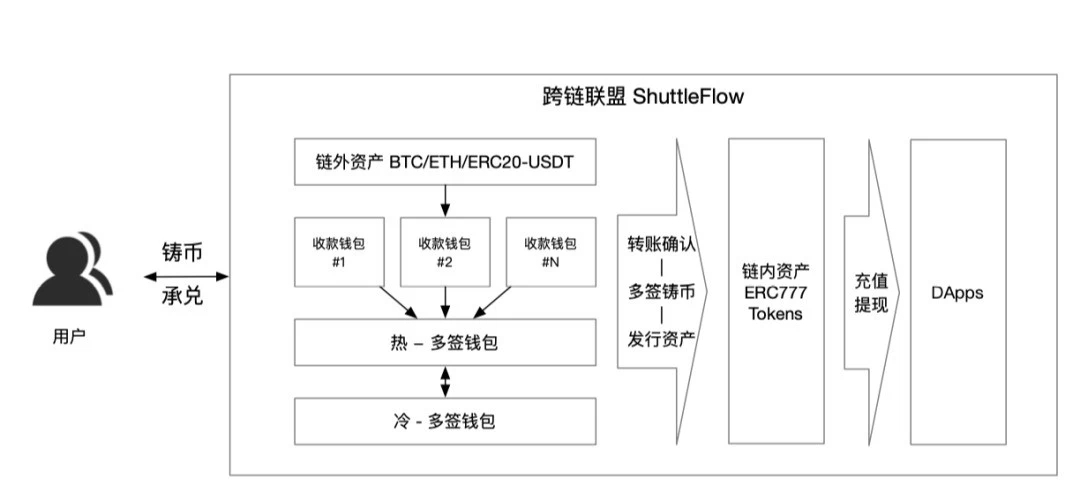 跨链联盟 ShuttleFlow
链外资产 BTC/ETH/ERC20-USDT
收款钱包
#1
收款钱包
#2
收款钱包
#N
热 – 多签钱包
冷 - 多签钱包
铸币
承兑
用户
转账确认
|
多签铸币
|
发行资产
链内资产
ERC777
Tokens
充值
提现
DApps